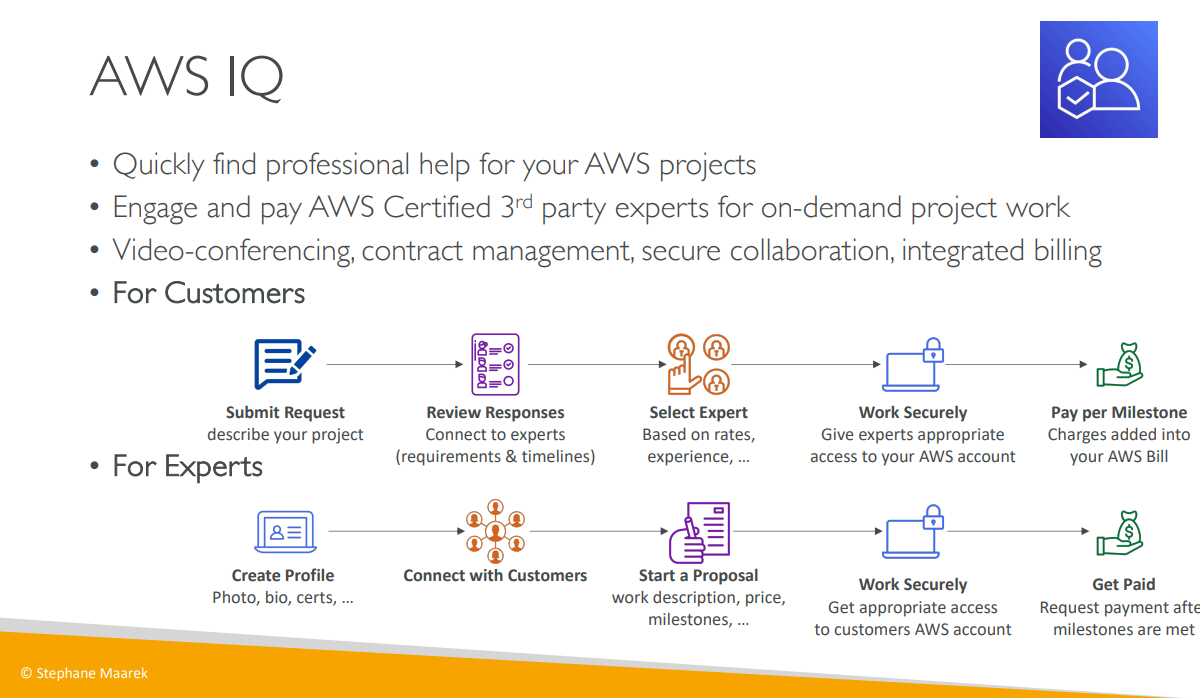 AWS IQ
• Quickly find professional help for your AWS projects
• Engage and pay AWS Certified 3rd party experts for on-demand project work
• Video-conferencing, contract management, secure collaboration, integrated billing
• For Customers
Submit Request
describe your project
Review Responses
Connect to experts
(requirements & timelines)
Select Expert
Based on rates,
experience, ...
Work Securely
Give experts appropriate
access to your AWS account
Pay per Milestone
Charges added into
your AWS Bill
• For Experts
Create Profile
Photo, bio, certs, ...
Connect with Customers
Start a Proposal
work description, price,
milestones, ...
Work Securely
Get appropriate access
to customers AWS account
Get Paid
Request payment afte
milestones are met
© Stephane Maarek